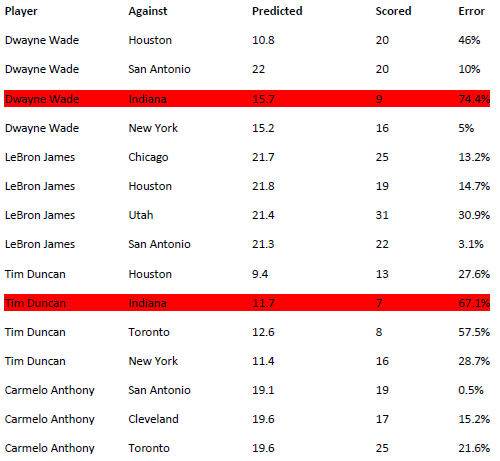 Player Against Predicted Scored Error
Dwayne Wade Houston 10.8 20 46%
Dwayne Wade San Antonio 22 20 10%
Dwayne Wade Indiana 15.7 9 74.4%
Dwayne Wade New York 15.2 16 5%
LeBron James Chicago 21.7 25 13.2%
LeBron James Houston 21.8 19 14.7%
LeBron James Utah 21.4 31 30.9%
LeBron James San Antonio 21.3 22 3.1%
Tim Duncan Houston 9.4 13 27.6%
Tim Duncan Indiana 11.7 7 67.1%
Tim Duncan Toronto 12.6 8 57.5%
Tim Duncan New York 11.4 16 28.7%
Carmelo Anthony San Antonio 19.1 19 0.5%
Carmelo Anthony Cleveland 19.6 17 15.2%
Carmelo Anthony Toronto 19.6 25 21.6%